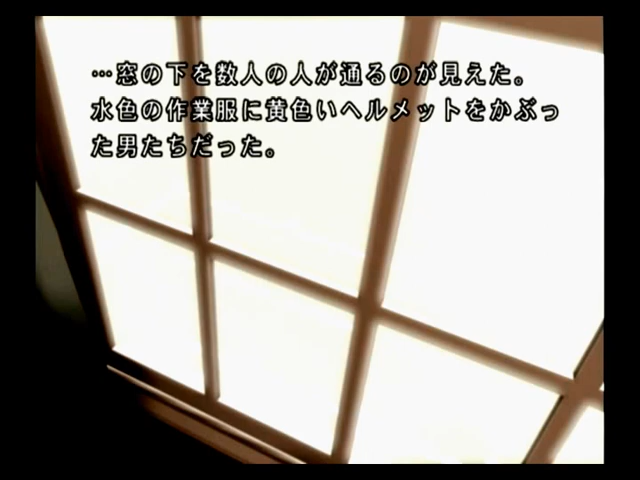 …窓の下を数人の人が通るのが見えた。
水色の作業服に黄色いヘルメットをかぶっ
た男たちだった。